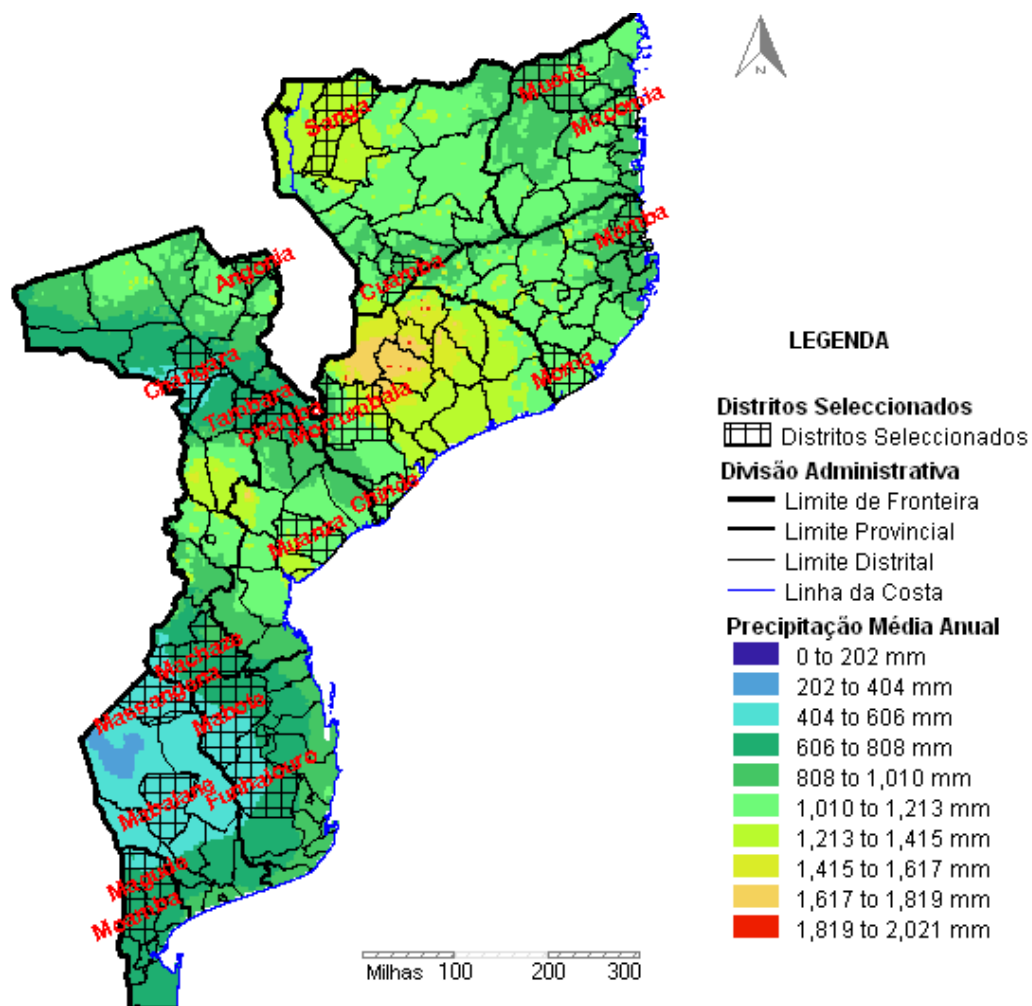 Mueda
Sanga
Macomia
Momba
Angonia
Cuamba
Changara
Moma
Tambara
Chemba
Morrumbala
Chinde
Muanza
Machaze
Massangena
Mabote
Funhalouro
Mabalane
Maguda
Moamba
N
LEGENDA
Distritos Seleccionados
Distritos Seleccionados
Divisão Administrativa
Limite de Fronteira
Limite Provincial
Limite Distrital
Linha da Costa
Precipitação Média Anual
0 to 202 mm
202 to 404 mm
404 to 606 mm
606 to 808 mm
808 to 1,010 mm
1,010 to 1,213 mm
1,213 to 1,415 mm
1,415 to 1,617 mm
1,617 to 1,819 mm
1,819 to 2,021 mm
Milhas 100 200 300